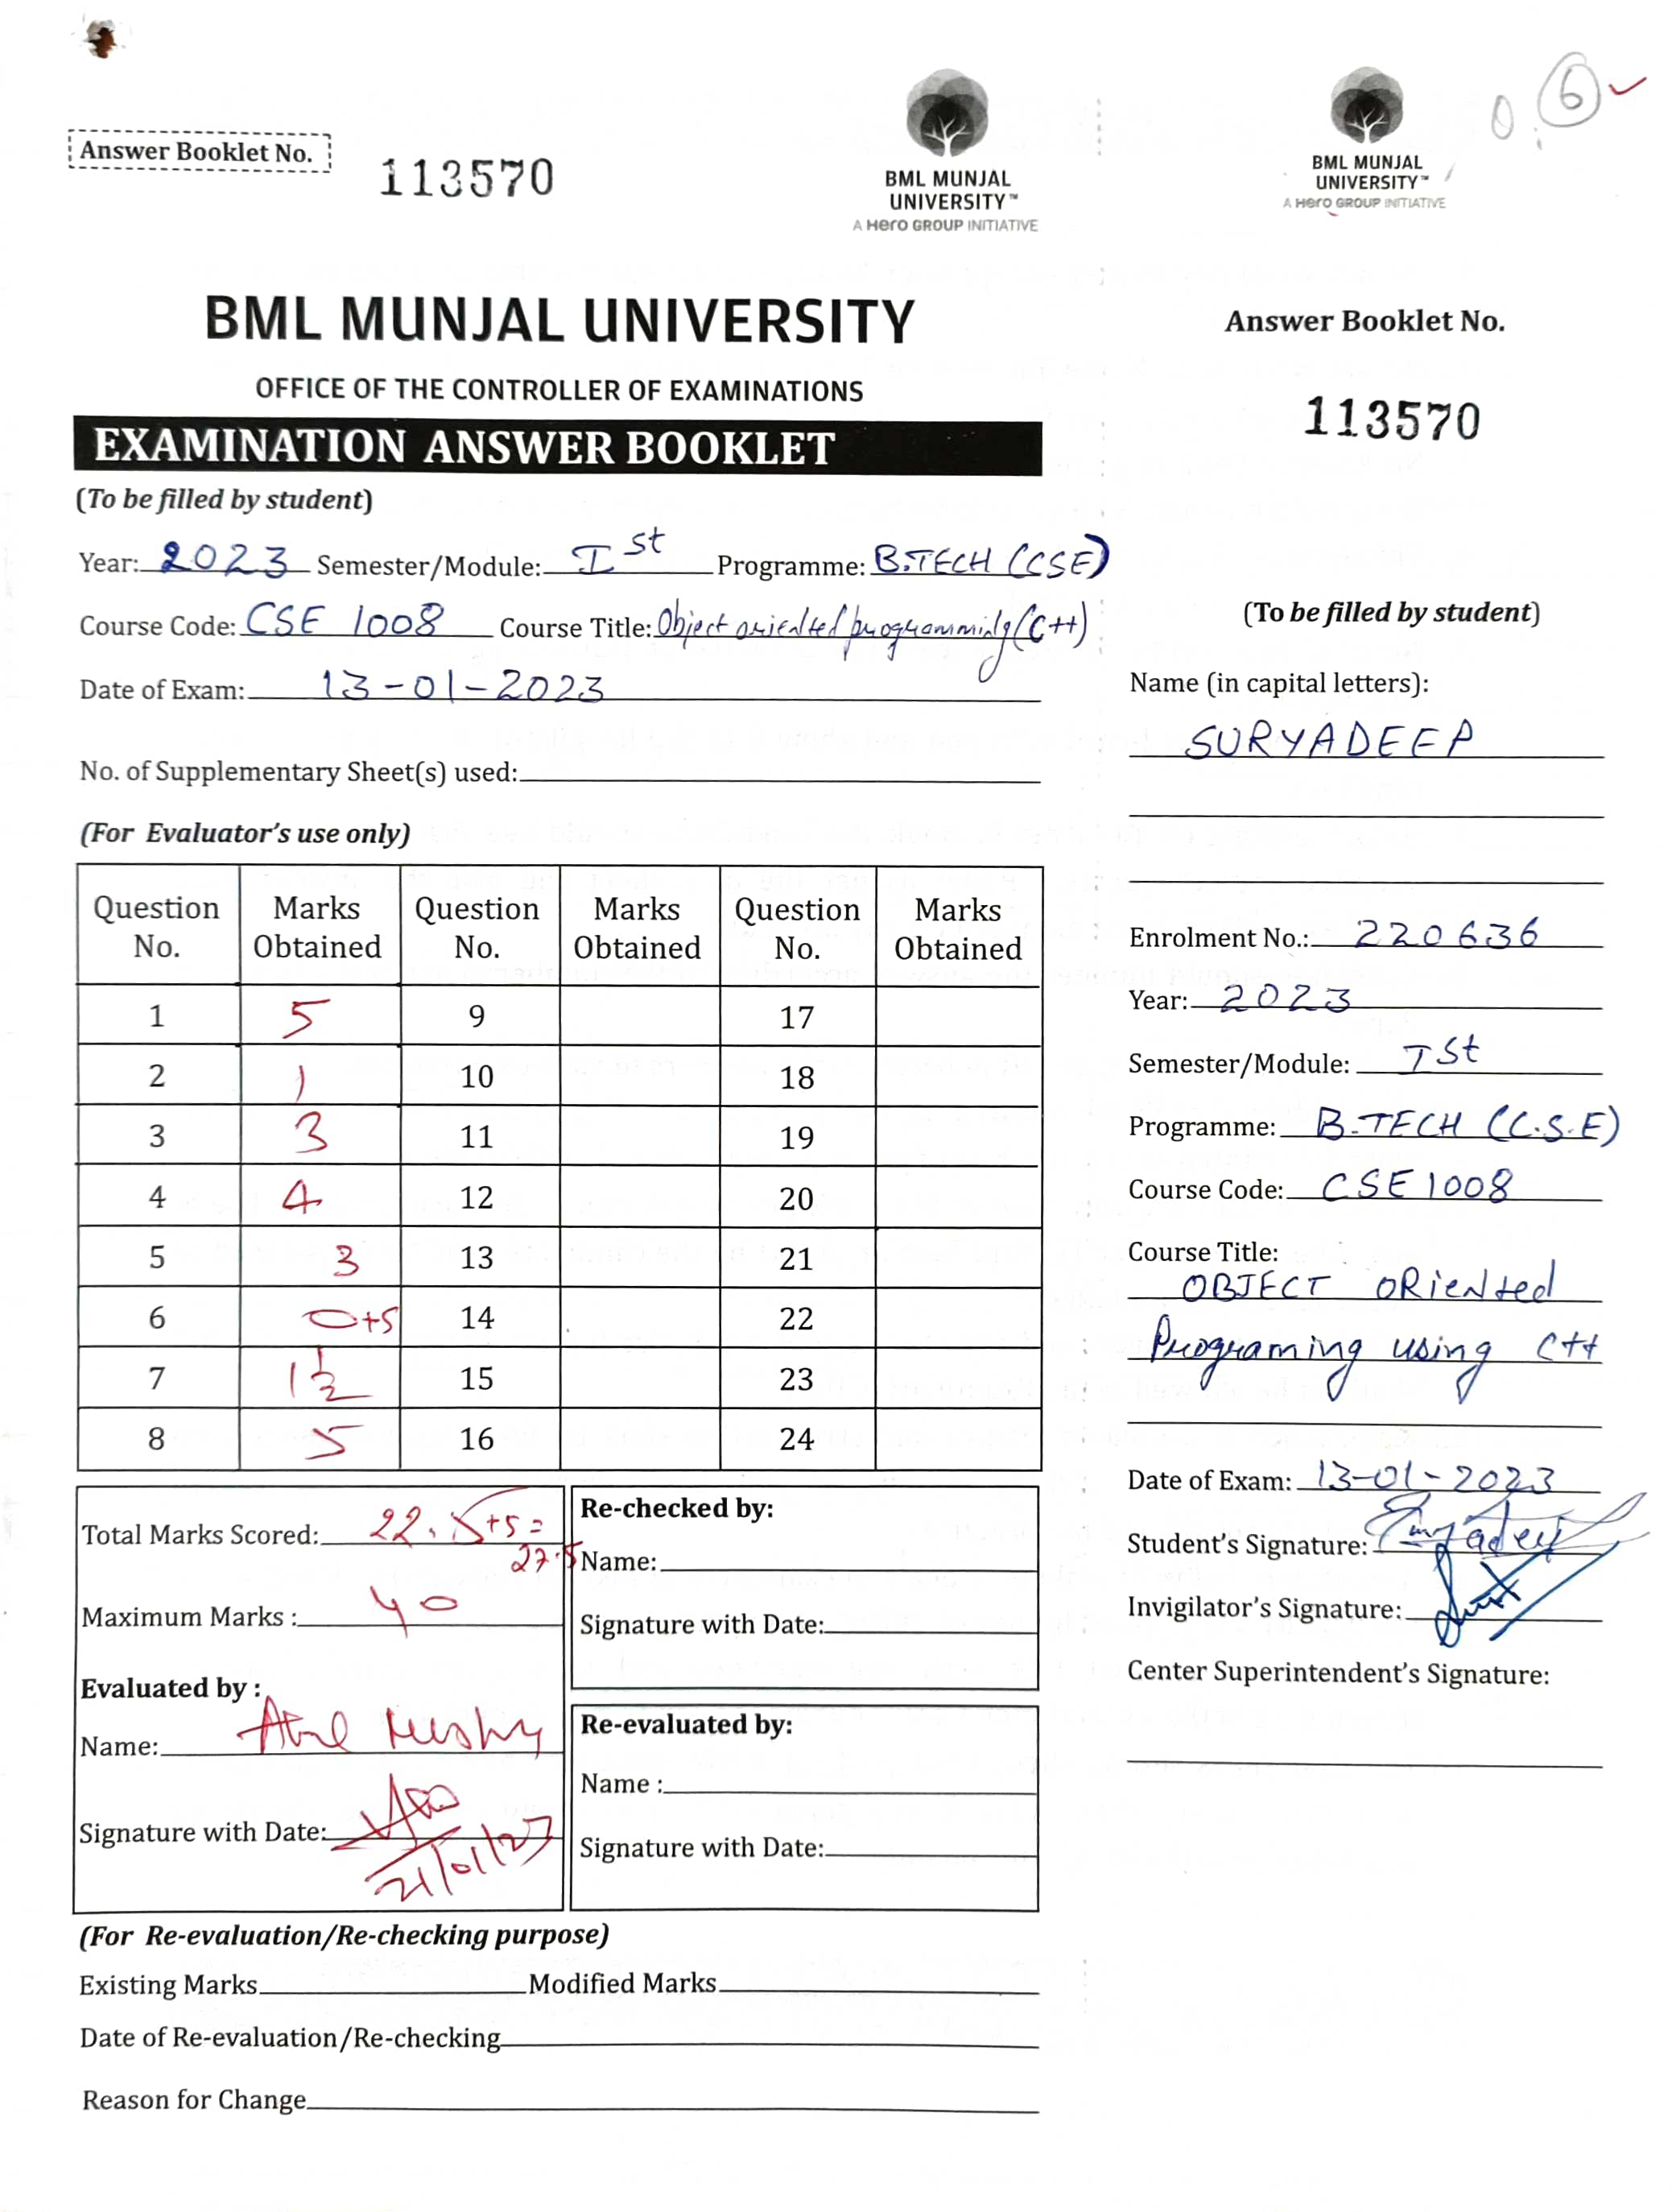 6
Answer Booklet No.
113570
BML MUNJAL
UNIVERSITY™
A Hero GROUP INITIATIVE
BML MUNJAL
UNIVERSITY™
A Hero GROUP INITIATIVE
BML MUNJAL UNIVERSITY
OFFICE OF THE CONTROLLER OF EXAMINATIONS
EXAMINATION ANSWER BOOKLET
(To be filled by student)
Year: 2023 Semester/Module: I st Programme: B.TECH (CSE)
Course Code: CSE 1008 Course Title: Object oriented programming (C++)
Date of Exam: 13-01-2023
No. of Supplementary Sheet(s) used:
(For Evaluator's use only)
Question No. Marks Obtained Question No. Marks Obtained Question No. Marks Obtained
1 5 9 17
2 1 10 18
3 3 11 19
4 4 12 20
5 3 13 21
6 0+5 14 22
7 1 1/2 15 23
8 5 16 24
Total Marks Scored: 22.5+5=
27.5
Maximum Marks : 40
Evaluated by :
Name:
Signature with Date: 21/01/23
Re-checked by:
Name:
Signature with Date:
Re-evaluated by:
Name :
Signature with Date:
(For Re-evaluation/Re-checking purpose)
Existing Marks Modified Marks
Date of Re-evaluation/Re-checking
Reason for Change
Answer Booklet No.
113570
(To be filled by student)
Name (in capital letters):
SURYADEEP
Enrolment No.: 220636
Year: 2023
Semester/Module: I St
Programme: B.TECH (C.S.E)
Course Code: CSE1008
Course Title:
OBJECT ORiented
Programing using C++
Date of Exam: 13-01-2023
Student's Signature: Suryadeep
Invigilator's Signature:
Center Superintendent's Signature: